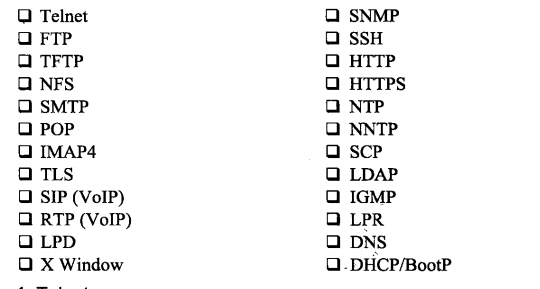 ❑ Telnet
❑ FTP
❑ TFTP
❑ NFS
❑ SMTP
❑ POP
❑ IMAP4
❑ TLS
❑ SIP (VoIP)
❑ RTP (VoIP)
❑ LPD
❑ X Window
❑ SNMP
❑ SSH
❑ HTTP
❑ HTTPS
❑ NTP
❑ NNTP
❑ SCP
❑ LDAP
❑ IGMP
❑ LPR
❑ DNS
❑ DHCP/BootP